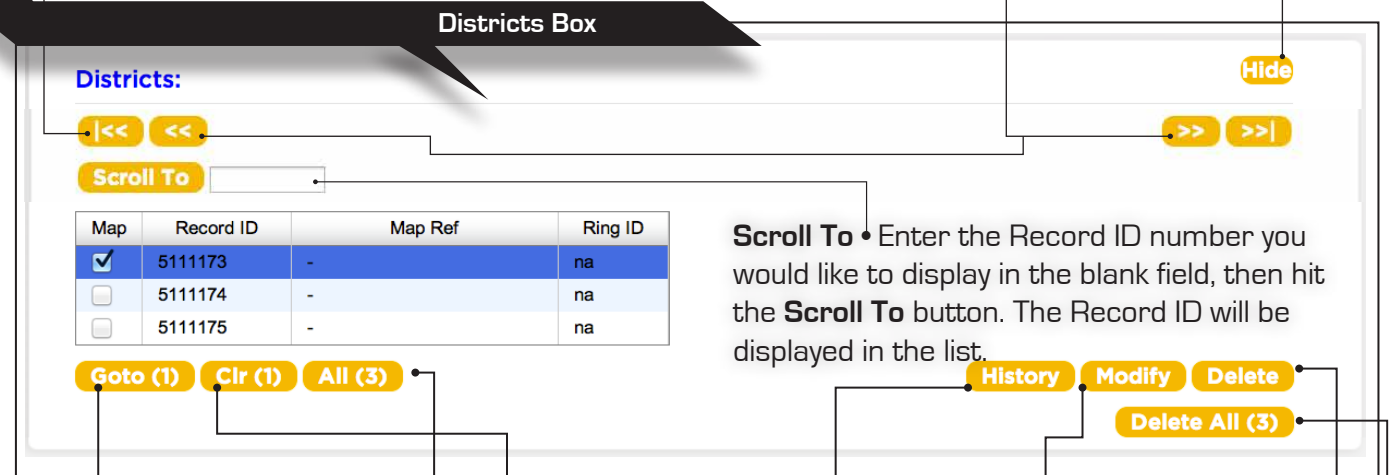 Districts Box
Districts:
Hide
|<< << >> >>|
Scroll To
Map Record ID Map Ref Ring ID
5111173 - na
5111174 - na
5111175 - na
Scroll To • Enter the Record ID number you
would like to display in the blank field, then hit
the Scroll To button. The Record ID will be
displayed in the list.
Goto (1) Clr (1) All (3) History Modify Delete
Delete All (3)